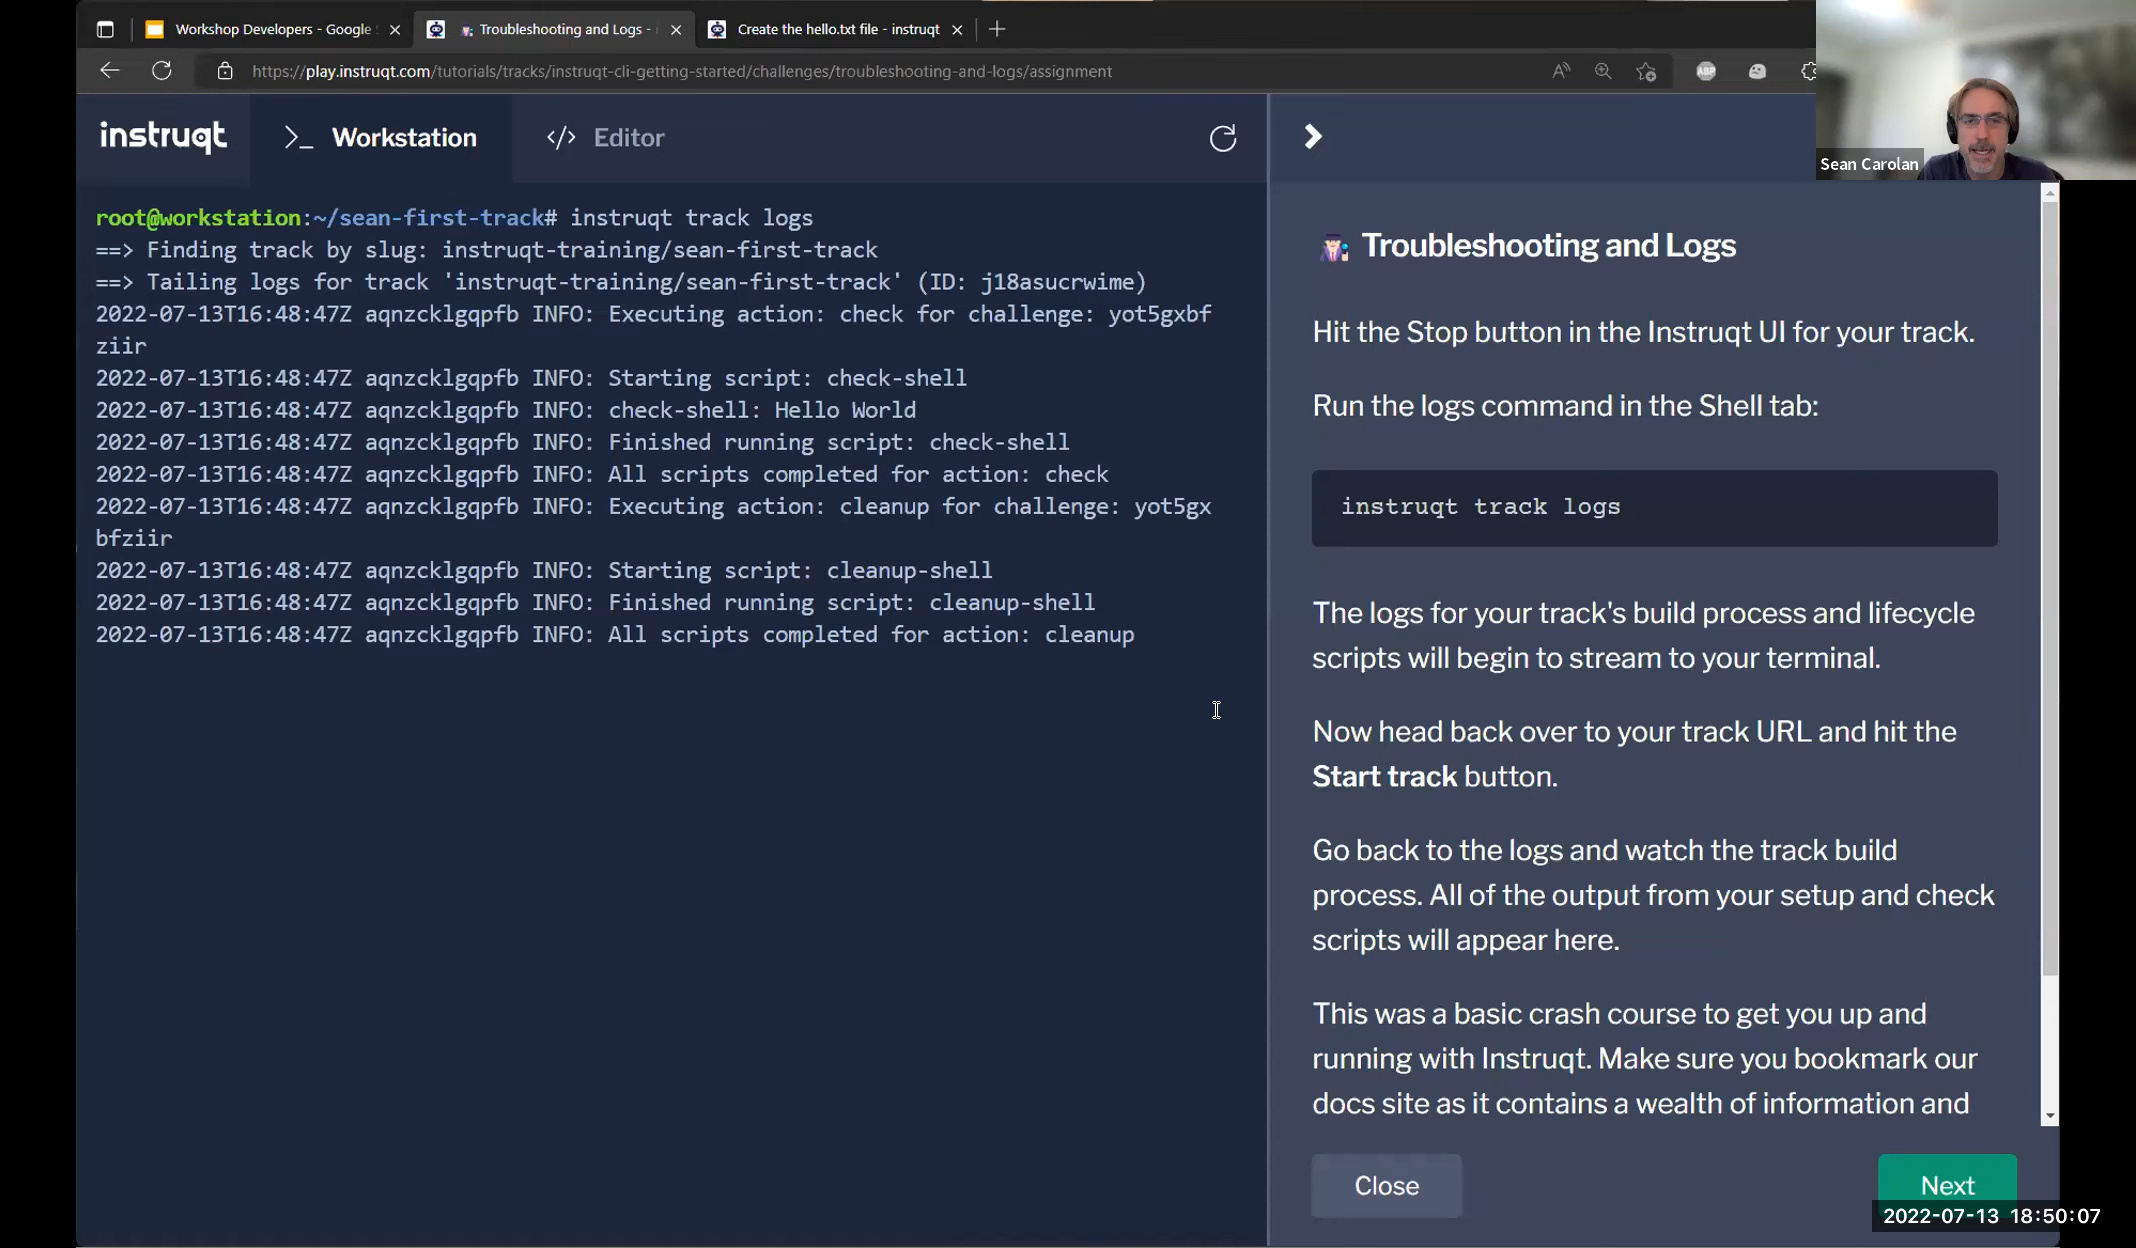 Workshop Developers - Google
Troubleshooting and Logs -
Create the hello.txt file - instruqt
https://play.instruqt.com/tutorials/tracks/instruqt-cli-getting-started/challenges/troubleshooting-and-logs/assignment
ABP
Sean Carolan
instruqt
>_ Workstation
</> Editor
root@workstation:~/sean-first-track# instruqt track logs
==> Finding track by slug: instruqt-training/sean-first-track
==> Tailing logs for track 'instruqt-training/sean-first-track' (ID: j18asucrwime)
2022-07-13T16:48:47Z aqnzcklgqpfb INFO: Executing action: check for challenge: yot5gxbf
ziir
2022-07-13T16:48:47Z aqnzcklgqpfb INFO: Starting script: check-shell
2022-07-13T16:48:47Z aqnzcklgqpfb INFO: check-shell: Hello World
2022-07-13T16:48:47Z aqnzcklgqpfb INFO: Finished running script: check-shell
2022-07-13T16:48:47Z aqnzcklgqpfb INFO: All scripts completed for action: check
2022-07-13T16:48:47Z aqnzcklgqpfb INFO: Executing action: cleanup for challenge: yot5gx
bfziir
2022-07-13T16:48:47Z aqnzcklgqpfb INFO: Starting script: cleanup-shell
2022-07-13T16:48:47Z aqnzcklgqpfb INFO: Finished running script: cleanup-shell
2022-07-13T16:48:47Z aqnzcklgqpfb INFO: All scripts completed for action: cleanup
Troubleshooting and Logs
Hit the Stop button in the Instruqt UI for your track.
Run the logs command in the Shell tab:
instruqt track logs
The logs for your track's build process and lifecycle
scripts will begin to stream to your terminal.
Now head back over to your track URL and hit the
Start track button.
Go back to the logs and watch the track build
process. All of the output from your setup and check
scripts will appear here.
This was a basic crash course to get you up and
running with Instruqt. Make sure you bookmark our
docs site as it contains a wealth of information and
Close
Next
2022-07-13 18:50:07